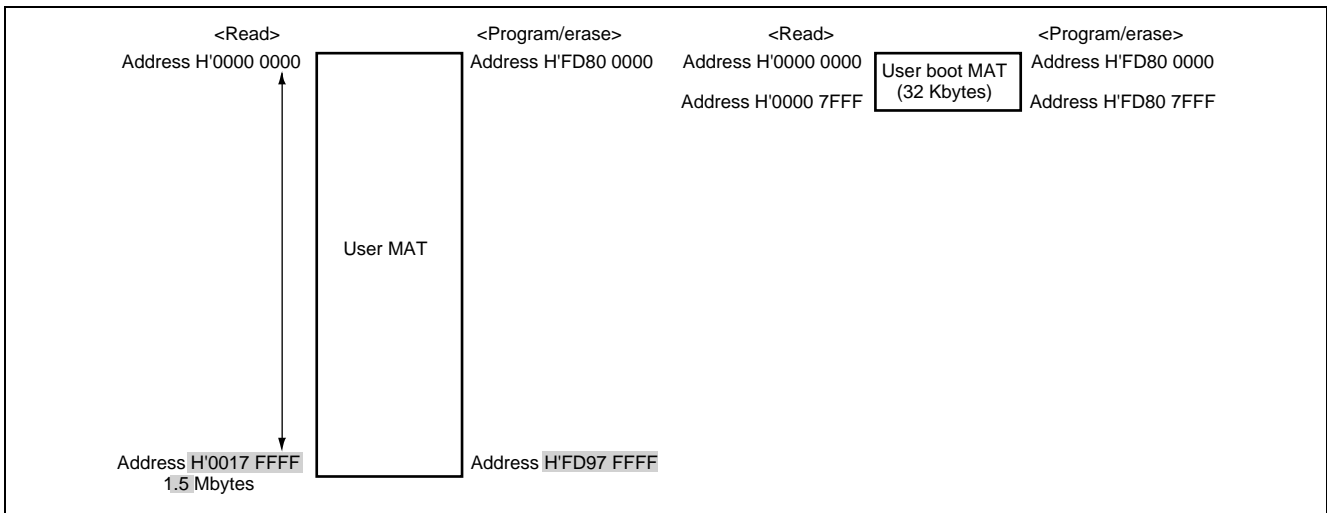 <Read>
<Program/erase>
Address H'0000 0000
Address H'FD80 0000
User MAT
Address H'0017 FFFF
1.5 Mbytes
Address H'FD97 FFFF
<Read>
<Program/erase>
Address H'0000 0000
User boot MAT
(32 Kbytes)
Address H'FD80 0000
Address H'0000 7FFF
Address H'FD80 7FFF